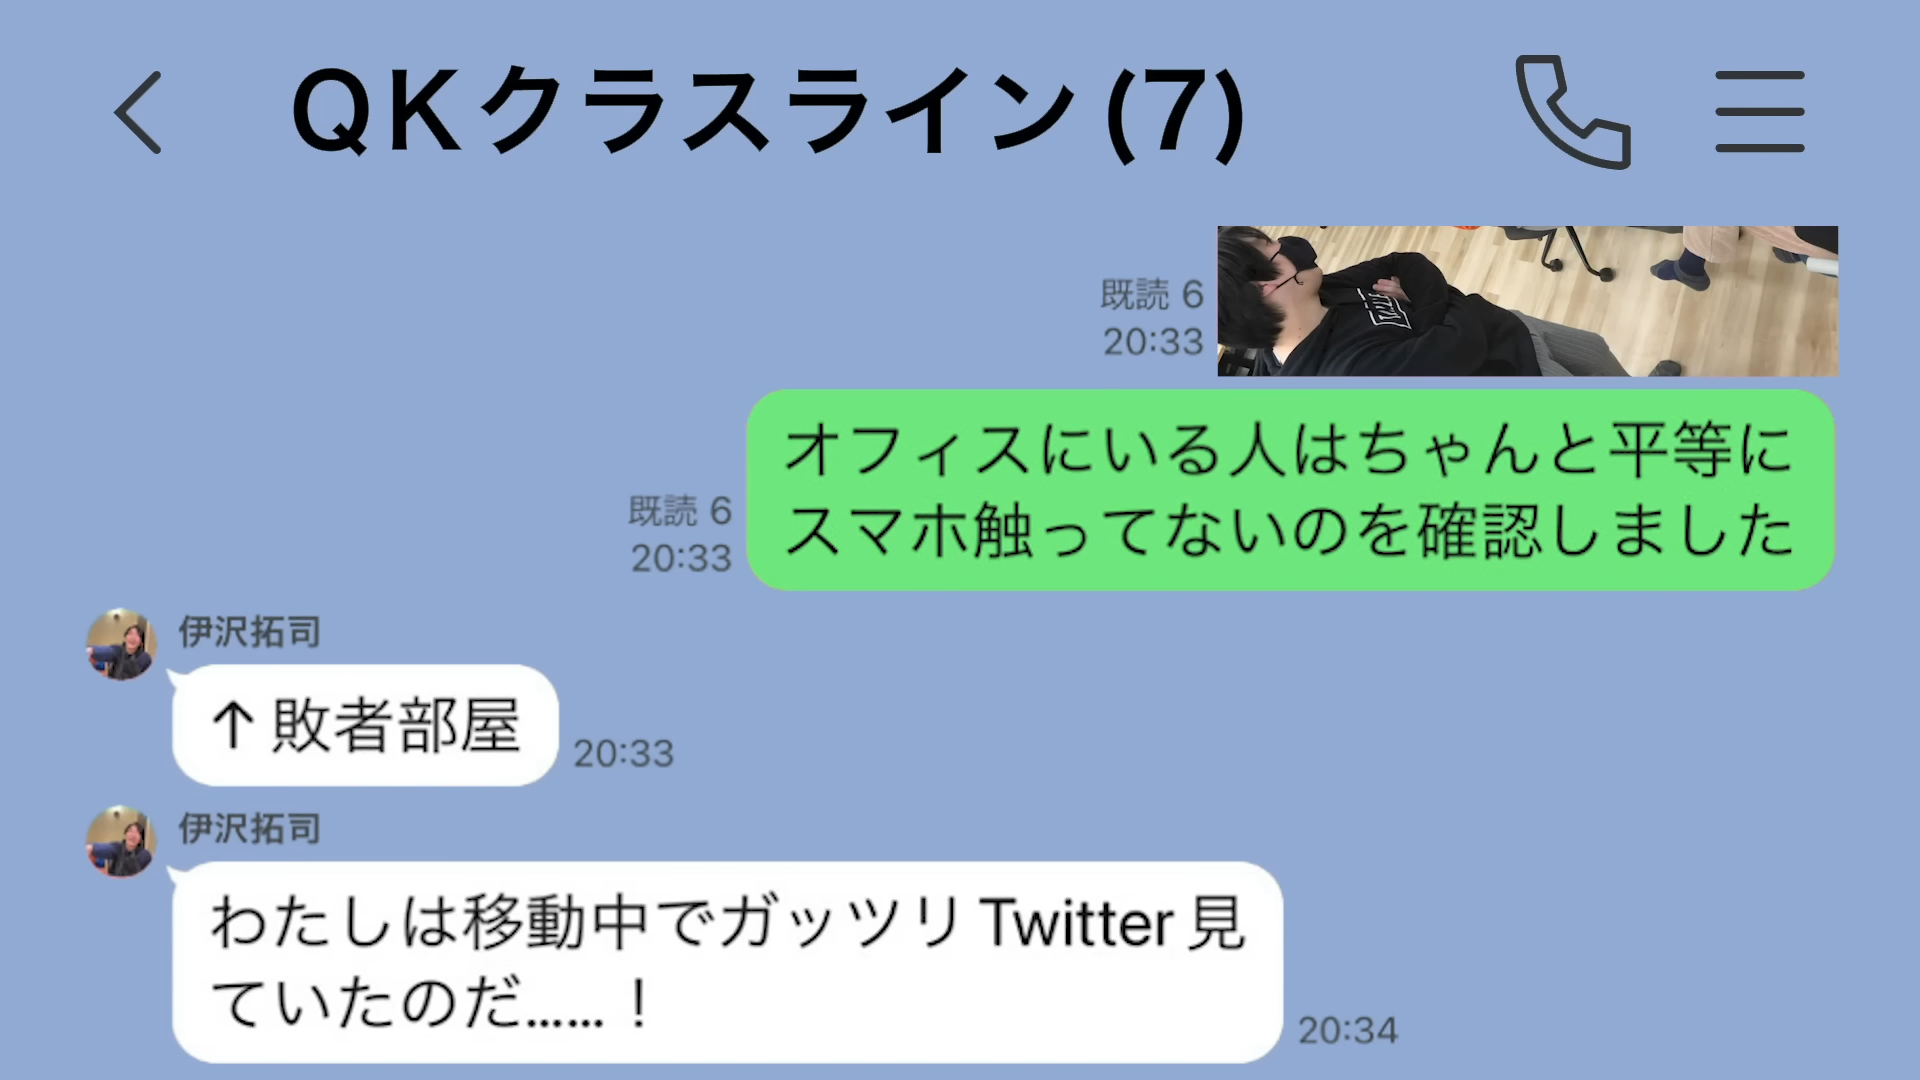 QKクラスライン(7)
既読 6
20:33
オフィスにいる人はちゃんと平等に
スマホ触ってないのを確認しました
既読 6
20:33
伊沢拓司
↑敗者部屋
20:33
伊沢拓司
わたしは移動中でガッツリTwitter見
ていたのだ……！
20:34